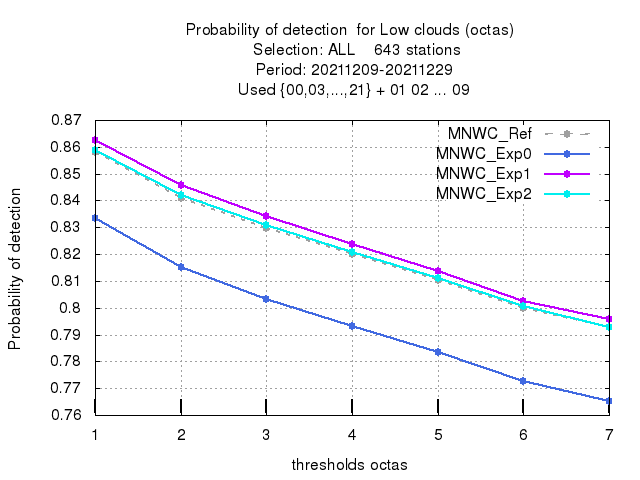 Probability of detection  for Low clouds (octas)
Selection: ALL    643 stations
Period: 20211209-20211229
Used {00,03,...,21} + 01 02 ... 09
MNWC_Ref
MNWC_Exp0
MNWC_Exp1
MNWC_Exp2
Probability of detection
0.87
0.86
0.85
0.84
0.83
0.82
0.81
0.8
0.79
0.78
0.77
0.76
1 2 3 4 5 6 7
thresholds octas